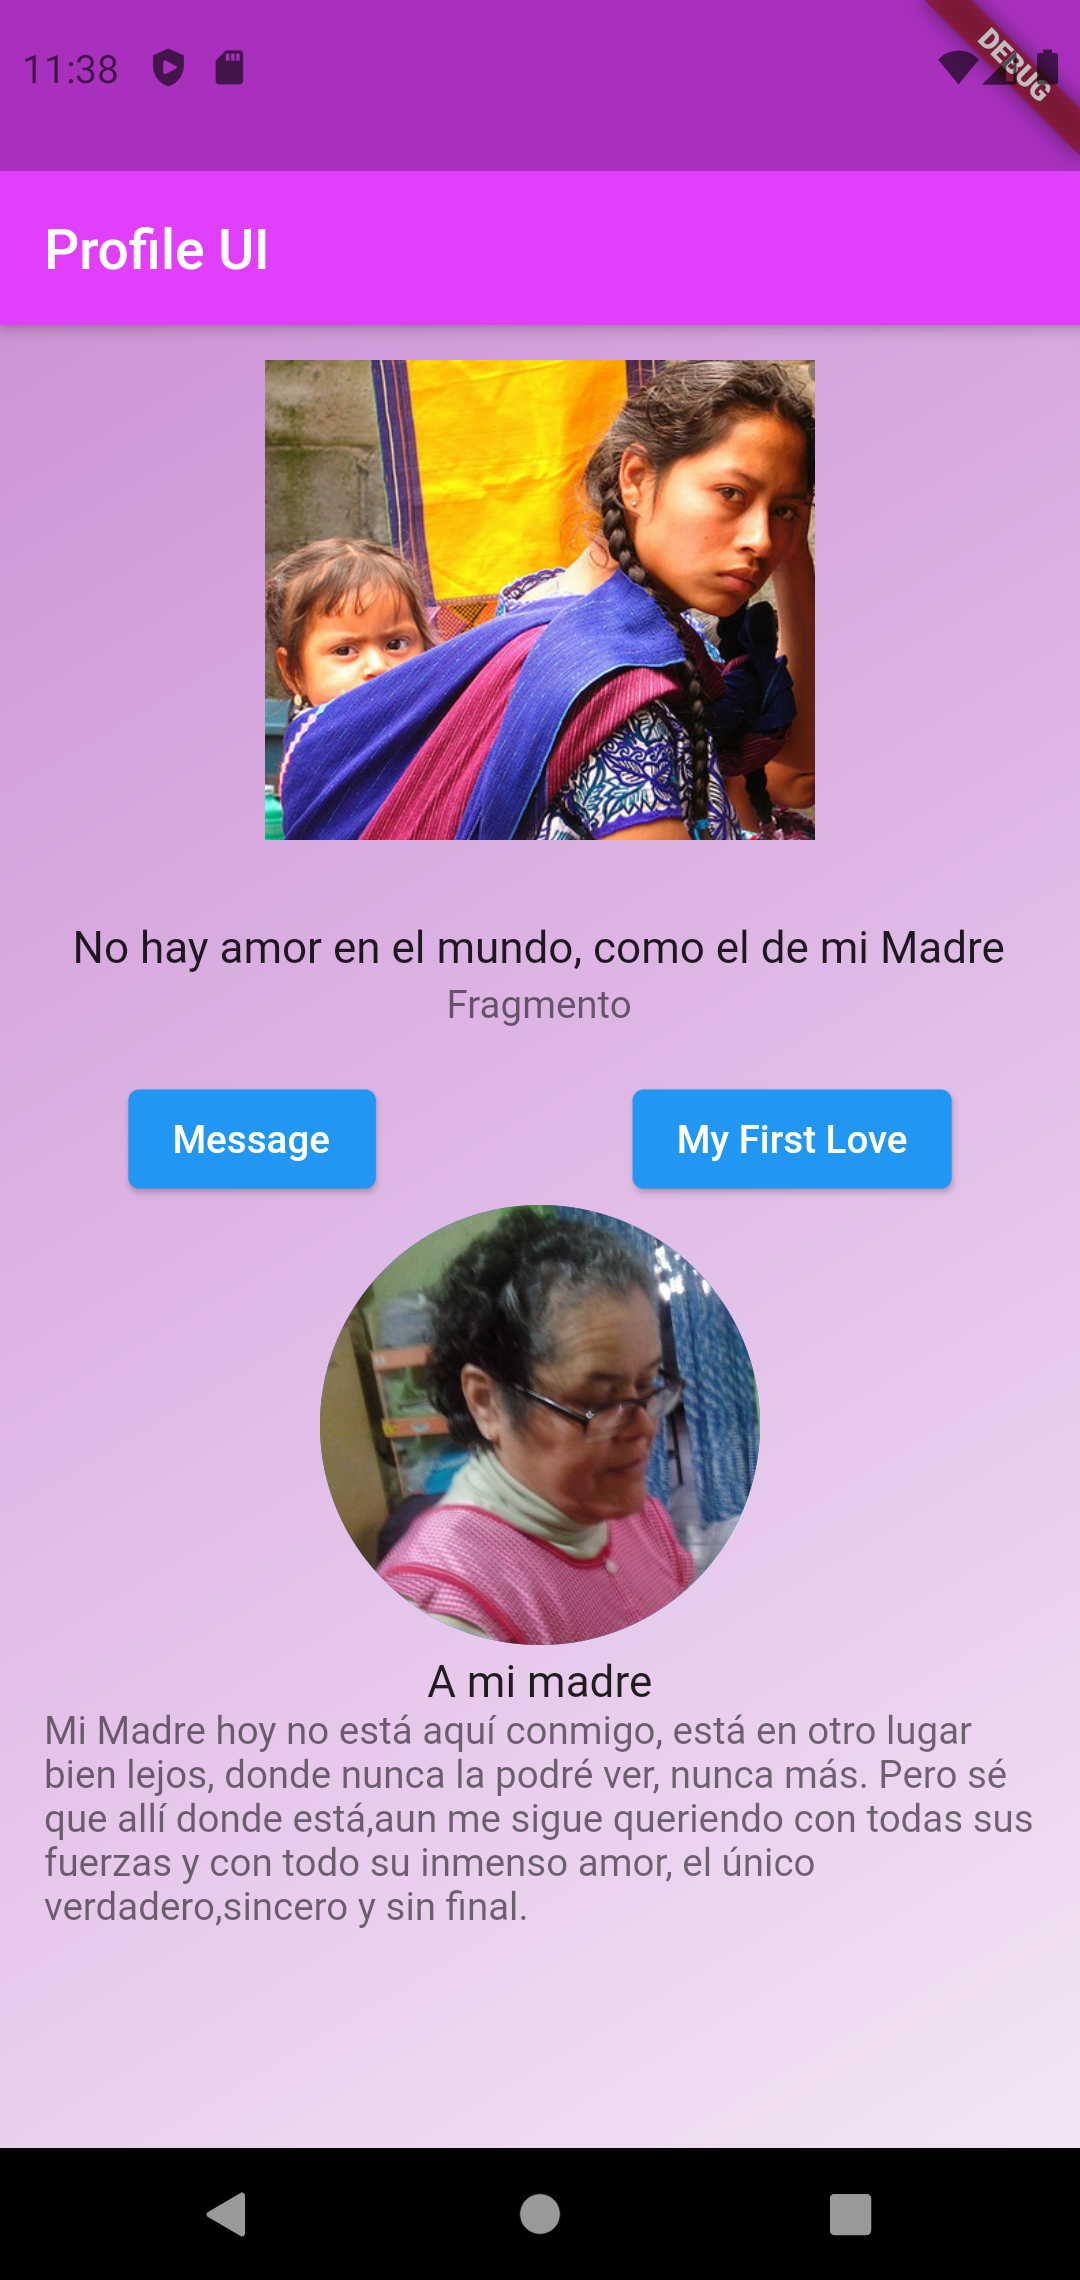 11:38
DEBUG
Profile UI
No hay amor en el mundo, como el de mi Madre
Fragmento
Message
My First Love
A mi madre
Mi Madre hoy no está aquí conmigo, está en otro lugar
bien lejos, donde nunca la podré ver, nunca más. Pero sé
que allí donde está,aun me sigue queriendo con todas sus
fuerzas y con todo su inmenso amor, el único
verdadero,sincero y sin final.